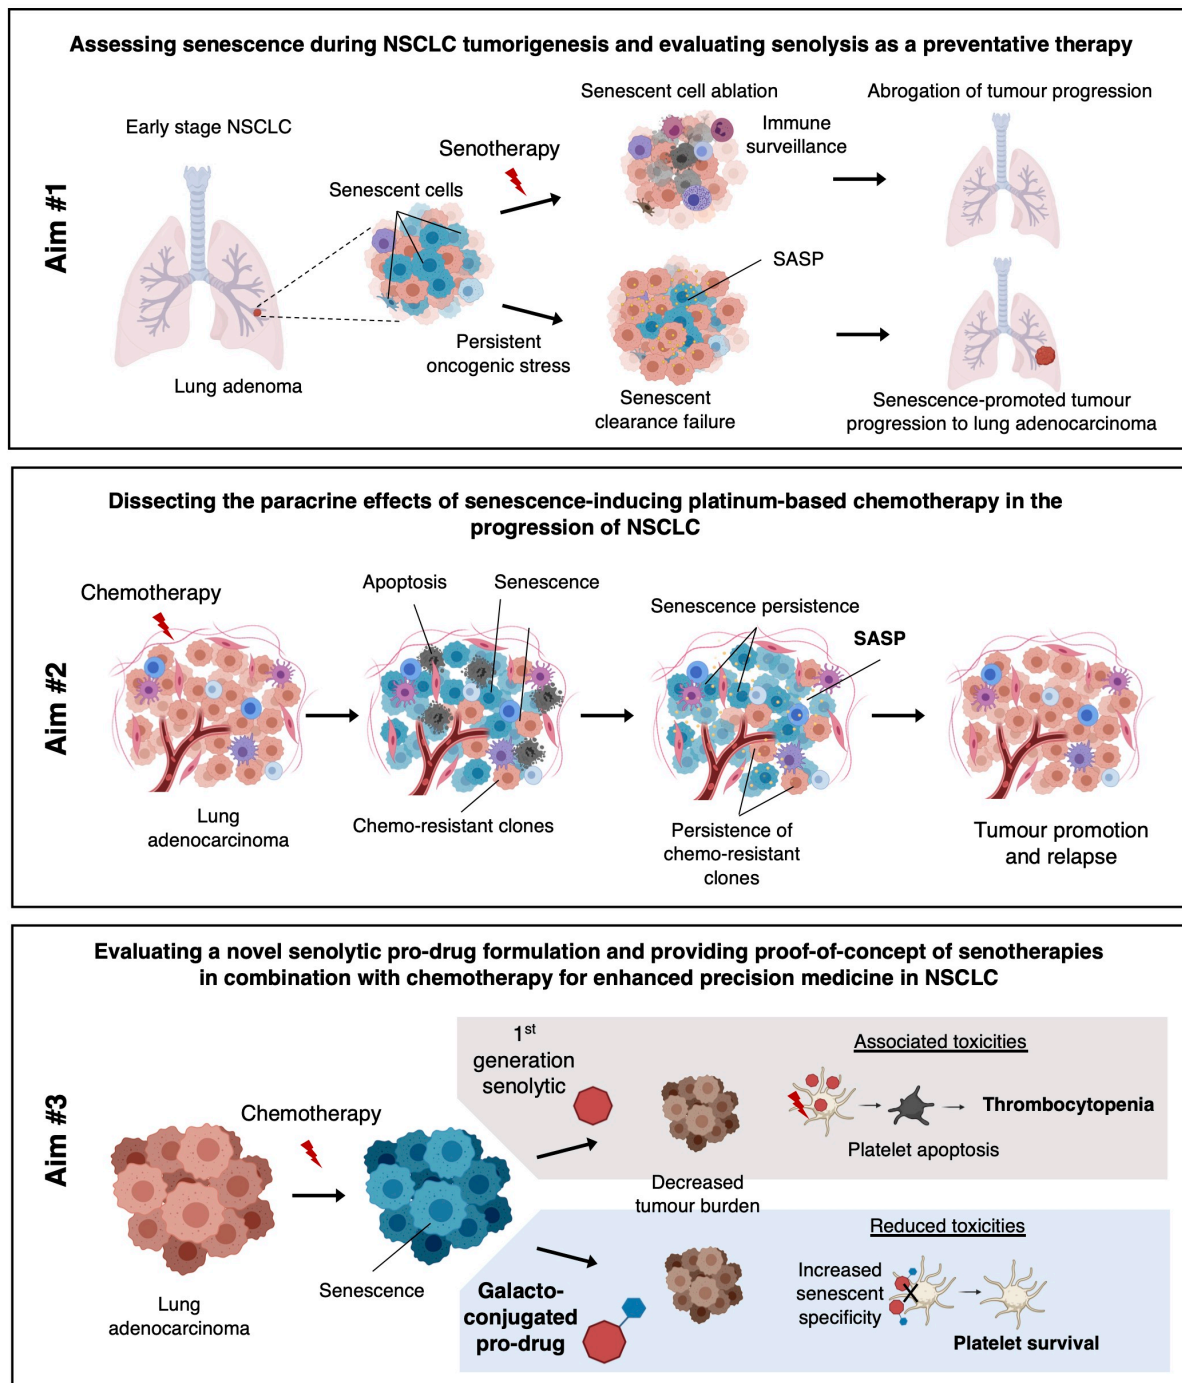 Assessing senescence during NSCLC tumorigenesis and evaluating senolysis as a preventative therapy
Aim #1
Early stage NSCLC
Lung adenoma
Senescent cells
Senotherapy
Persistent
oncogenic stress
Senescent cell ablation
Immune
surveillance
SASP
Senescent
clearance failure
Abrogation of tumour progression
Senescence-promoted tumour
progression to lung adenocarcinoma
Dissecting the paracrine effects of senescence-inducing platinum-based chemotherapy in the
progression of NSCLC
Aim #2
Chemotherapy
Lung
adenocarcinoma
Apoptosis
Senescence
Chemo-resistant clones
Senescence persistence
SASP
Persistence of
chemo-resistant
clones
Tumour promotion
and relapse
Evaluating a novel senolytic pro-drug formulation and providing proof-of-concept of senotherapies
in combination with chemotherapy for enhanced precision medicine in NSCLC
Aim #3
Lung
adenocarcinoma
Chemotherapy
Senescence
1st
generation
senolytic
Decreased
tumour burden
Associated toxicities
Platelet apoptosis
Thrombocytopenia
Galacto-
conjugated
pro-drug
Reduced toxicities
Increased
senescent
specificity
Platelet survival